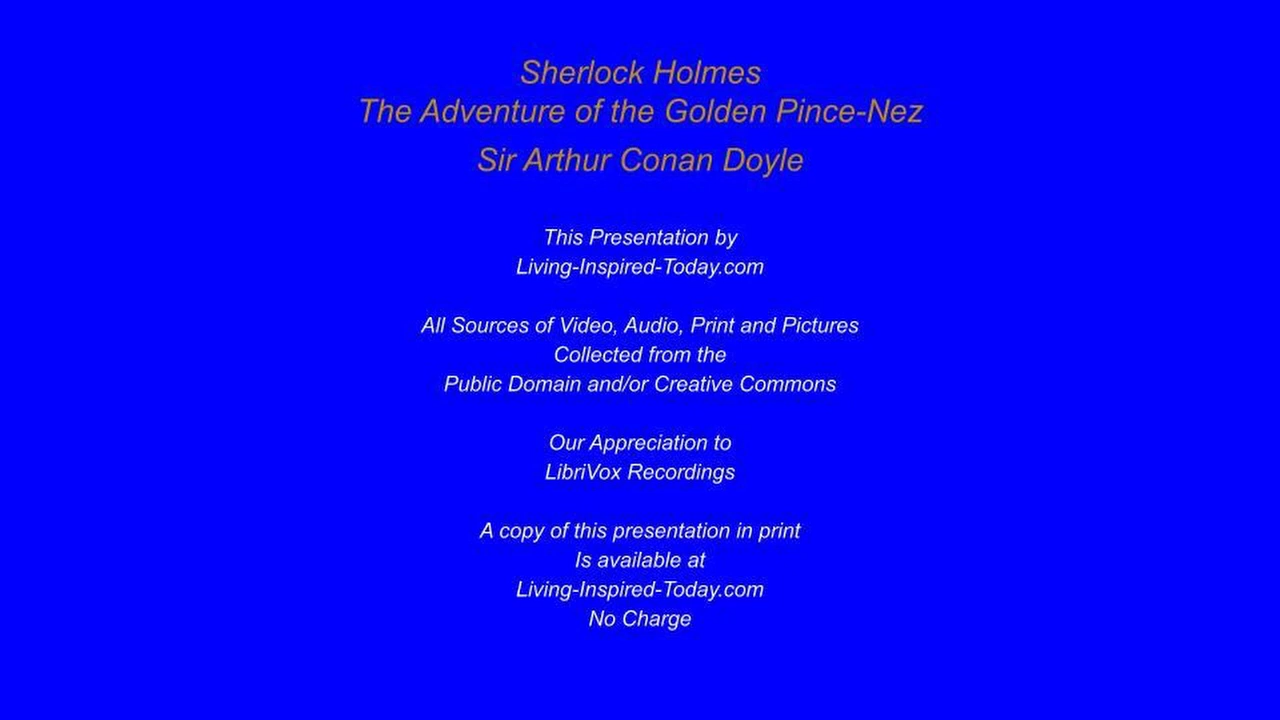 Sherlock Holmes
The Adventure of the Golden Pince-Nez
Sir Arthur Conan Doyle
This Presentation by
Living-Inspired-Today.com
All Sources of Video, Audio, Print and Pictures
Collected from the
Public Domain and/or Creative Commons
Our Appreciation to
LibriVox Recordings
A copy of this presentation in print
Is available at
Living-Inspired-Today.com
No Charge